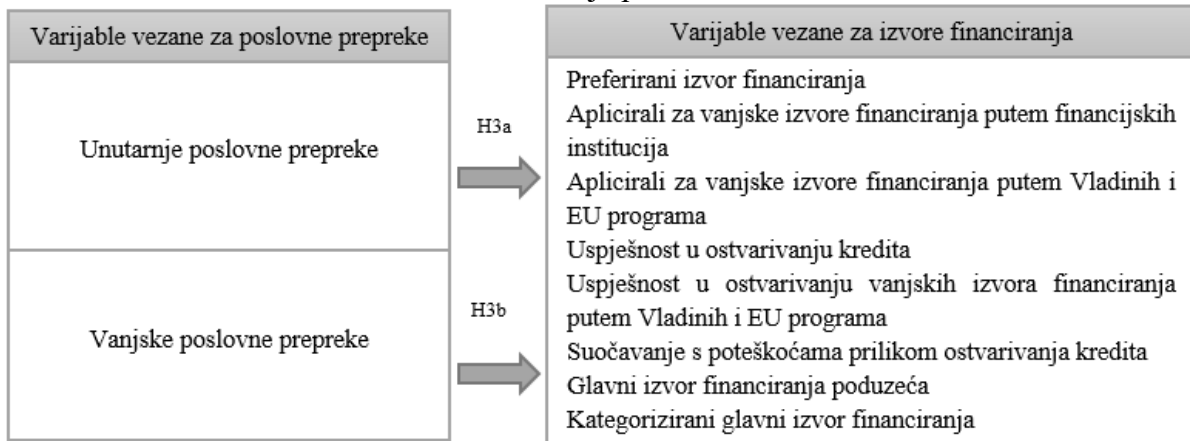 Varijable vezane za poslovne prepreke
Unutarnje poslovne prepreke
Vanjske poslovne prepreke
H3a
H3b
Varijable vezane za izvore financiranja
Preferirani izvor financiranja
Aplicirali za vanjske izvore financiranja putem financijskih
institucija
Aplicirali za vanjske izvore financiranja putem Vladinih i
EU programa
Uspješnost u ostvarivanju kredita
Uspješnost u ostvarivanju vanjskih izvora financiranja
putem Vladinih i EU programa
Suočavanje s poteškoćama prilikom ostvarivanja kredita
Glavni izvor financiranja poduzeća
Kategorizirani glavni izvor financiranja